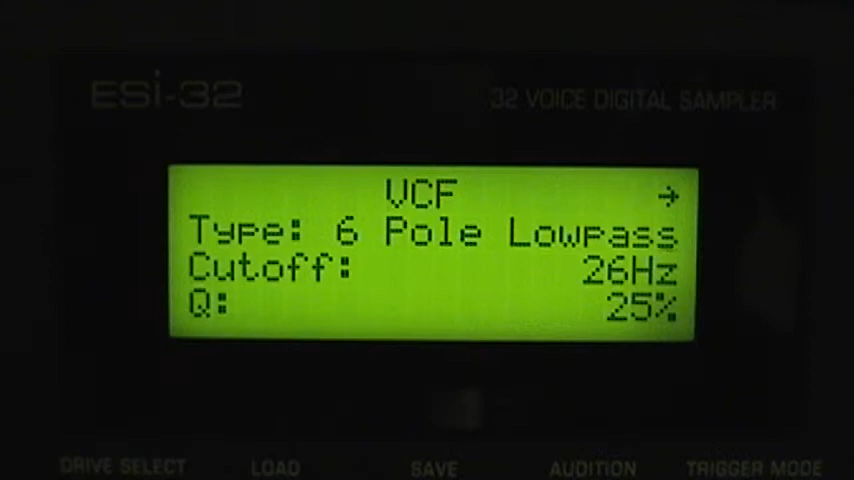 ESi-32 32 VOICE DIGITAL SAMPLER
VCF →
Type: 6 Pole Lowpass
Cutoff: 26Hz
Q: 25%
DRIVE SELECT LOAD SAVE AUDITION TRIGGER MODE